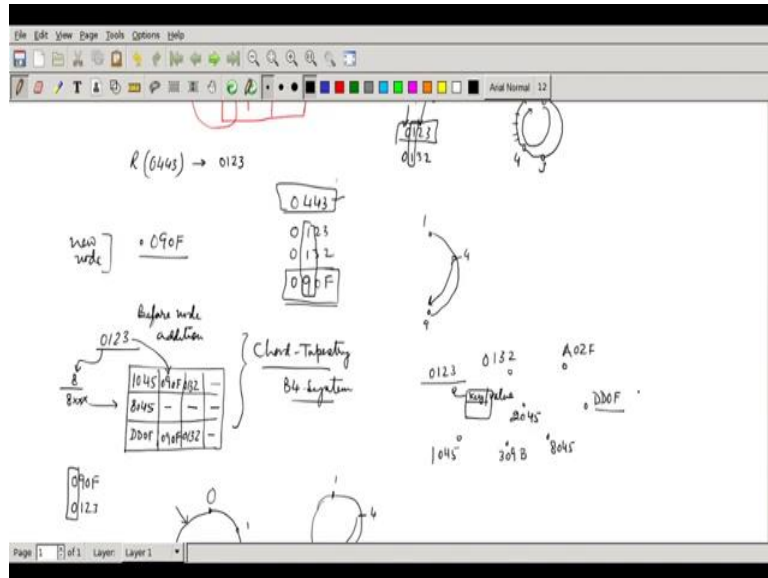 File Edit View Page Tools Options Help
Arial Normal 12
0123
0132
4
3
R(0443) → 0123
0443
0123
0132
090F
new node
090F
1
4
9
Before node addition
0123
8
8xxx
1045 090F 0132 —
8045 — — —
DD0F 090F 0132 —
Chord-Tapestry
B4-System
0123
0132
A02F
Key/value
2045
DD0F
1045
309B
8045
090F
0123
0
1
1
4
Page 1 of 1 Layer: Layer 1